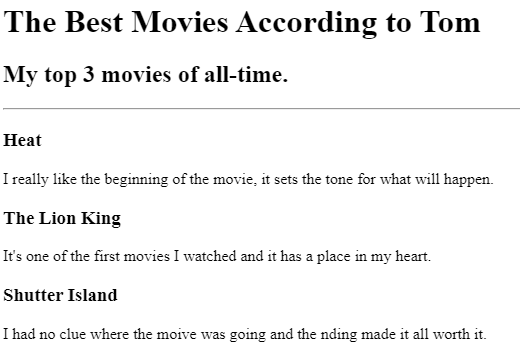 The Best Movies According to Tom
My top 3 movies of all-time.
Heat
I really like the beginning of the movie, it sets the tone for what will happen.
The Lion King
It's one of the first movies I watched and it has a place in my heart.
Shutter Island
I had no clue where the moive was going and the nding made it all worth it.